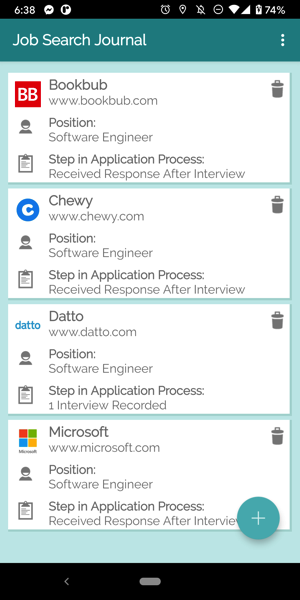 6:38
74%
Job Search Journal
BB
Bookbub
www.bookbub.com
Position:
Software Engineer
Step in Application Process:
Received Response After Interview
C
Chewy
www.chewy.com
Position:
Software Engineer
Step in Application Process:
Received Response After Interview
datto
Datto
www.datto.com
Position:
Software Engineer
Step in Application Process:
1 Interview Recorded
Microsoft
Microsoft
www.microsoft.com
Position:
Software Engineer
Step in Application Process:
Received Response After Interview